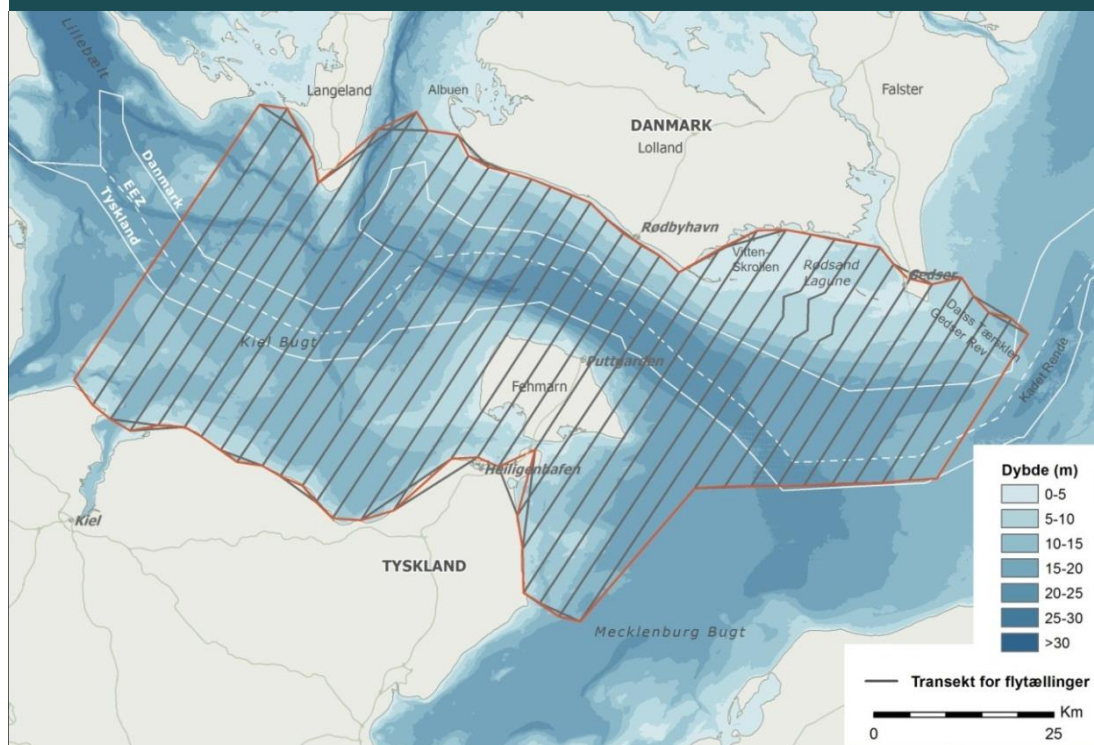 Lillebælt
Langeland
Albuen
Falster
DANMARK
Lolland
Danmark
EEZ
Tyskland
Rødbyhavn
Vitten-
Skrollen
Rødsand
Lagune
Gedser
Dalss Tærsklen
Gedser Rev
Kadet Rende
Kiel Bugt
Puttgarden
Fehmarn
Heiligenhafen
Kiel
TYSKLAND
Mecklenburg Bugt
Dybde (m)
0-5
5-10
10-15
15-20
20-25
25-30
>30
Transekt for flytællinger
Km
0 25